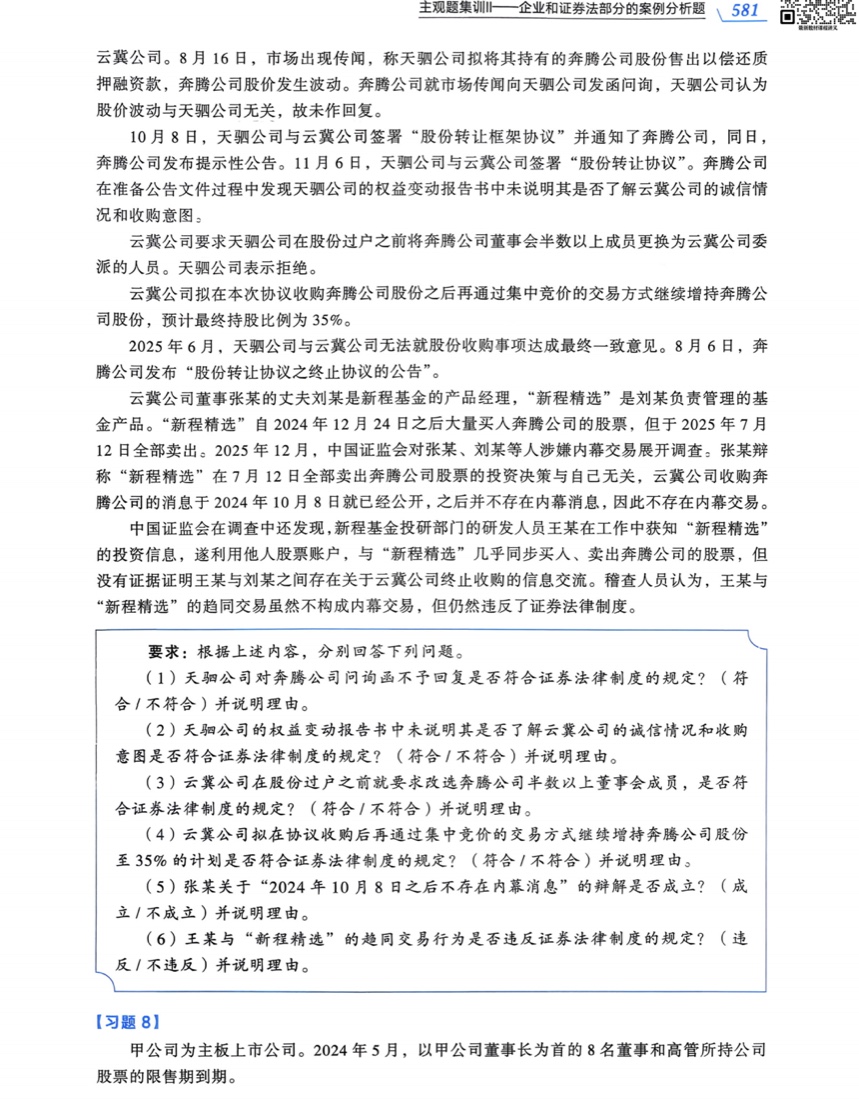 主观题集训II——企业和证券法部分的案例分析题 581
云冀公司。8 月 16 日，市场出现传闻，称天驷公司拟将其持有的奔腾公司股份售出以偿还质
押融资款，奔腾公司股价发生波动。奔腾公司就市场传闻向天驷公司发函问询，天驷公司认为
股价波动与天驷公司无关，故未作回复。
10 月 8 日，天驷公司与云冀公司签署“股份转让框架协议”并通知了奔腾公司，同日，
奔腾公司发布提示性公告。11 月 6 日，天驷公司与云冀公司签署“股份转让协议”。奔腾公司
在准备公告文件过程中发现天驷公司的权益变动报告书中未说明其是否了解云冀公司的诚信情
况和收购意图。
云冀公司要求天驷公司在股份过户之前将奔腾公司董事会半数以上成员更换为云冀公司委
派的人员。天驷公司表示拒绝。
云冀公司拟在本次协议收购奔腾公司股份之后再通过集中竞价的交易方式继续增持奔腾公
司股份，预计最终持股比例为 35%。
2025 年 6 月，天驷公司与云冀公司无法就股份收购事项达成最终一致意见。8 月 6 日，奔
腾公司发布“股份转让协议之终止协议的公告”。
云冀公司董事张某的丈夫刘某是新程基金的产品经理，“新程精选”是刘某负责管理的基
金产品。“新程精选”自 2024 年 12 月 24 日之后大量买入奔腾公司的股票，但于 2025 年 7 月
12 日全部卖出。2025 年 12 月，中国证监会对张某、刘某等人涉嫌内幕交易展开调查。张某辩
称“新程精选”在 7 月 12 日全部卖出奔腾公司股票的投资决策与自己无关，云冀公司收购奔
腾公司的消息于 2024 年 10 月 8 日就已经公开，之后并不存在内幕消息，因此不存在内幕交易。
中国证监会在调查中还发现，新程基金投研部门的研发人员王某在工作中获知“新程精选”
的投资信息，遂利用他人股票账户，与“新程精选”几乎同步买入、卖出奔腾公司的股票，但
没有证据证明王某与刘某之间存在关于云冀公司终止收购的信息交流。稽查人员认为，王某与
“新程精选”的趋同交易虽然不构成内幕交易，但仍然违反了证券法律制度。
要求：根据上述内容，分别回答下列问题。
（1）天驷公司对奔腾公司问询函不予回复是否符合证券法律制度的规定？（符
合 / 不符合）并说明理由。
（2）天驷公司的权益变动报告书中未说明其是否了解云冀公司的诚信情况和收购
意图是否符合证券法律制度的规定？（符合 / 不符合）并说明理由。
（3）云冀公司在股份过户之前就要求改选奔腾公司半数以上董事会成员，是否符
合证券法律制度的规定？（符合 / 不符合）并说明理由。
（4）云冀公司拟在协议收购后再通过集中竞价的交易方式继续增持奔腾公司股份
至 35% 的计划是否符合证券法律制度的规定？（符合 / 不符合）并说明理由。
（5）张某关于“2024 年 10 月 8 日之后不存在内幕消息”的辩解是否成立？（成
立 / 不成立）并说明理由。
（6）王某与“新程精选”的趋同交易行为是否违反证券法律制度的规定？（违
反 / 不违反）并说明理由。
【习题 8】
甲公司为主板上市公司。2024 年 5 月，以甲公司董事长为首的 8 名董事和高管所持公司
股票的限售期到期。